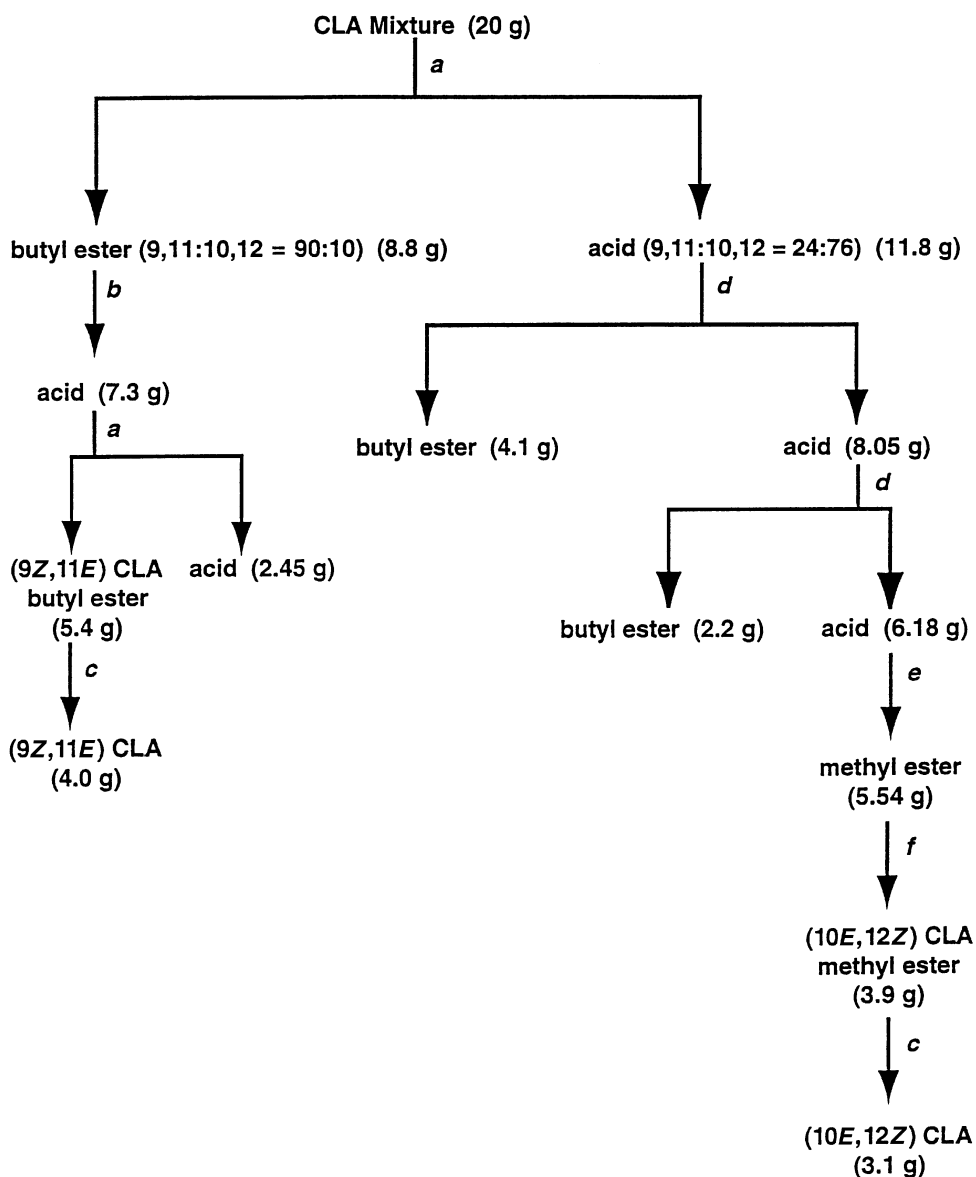 CLA Mixture (20 g)
a
butyl ester (9,11:10,12 = 90:10) (8.8 g)
acid (9,11:10,12 = 24:76) (11.8 g)
b
d
acid (7.3 g)
a
butyl ester (4.1 g)
acid (8.05 g)
d
(9Z,11E) CLA
butyl ester
(5.4 g)
acid (2.45 g)
butyl ester (2.2 g)
acid (6.18 g)
c
e
(9Z,11E) CLA
(4.0 g)
methyl ester
(5.54 g)
f
(10E,12Z) CLA
methyl ester
(3.9 g)
c
(10E,12Z) CLA
(3.1 g)